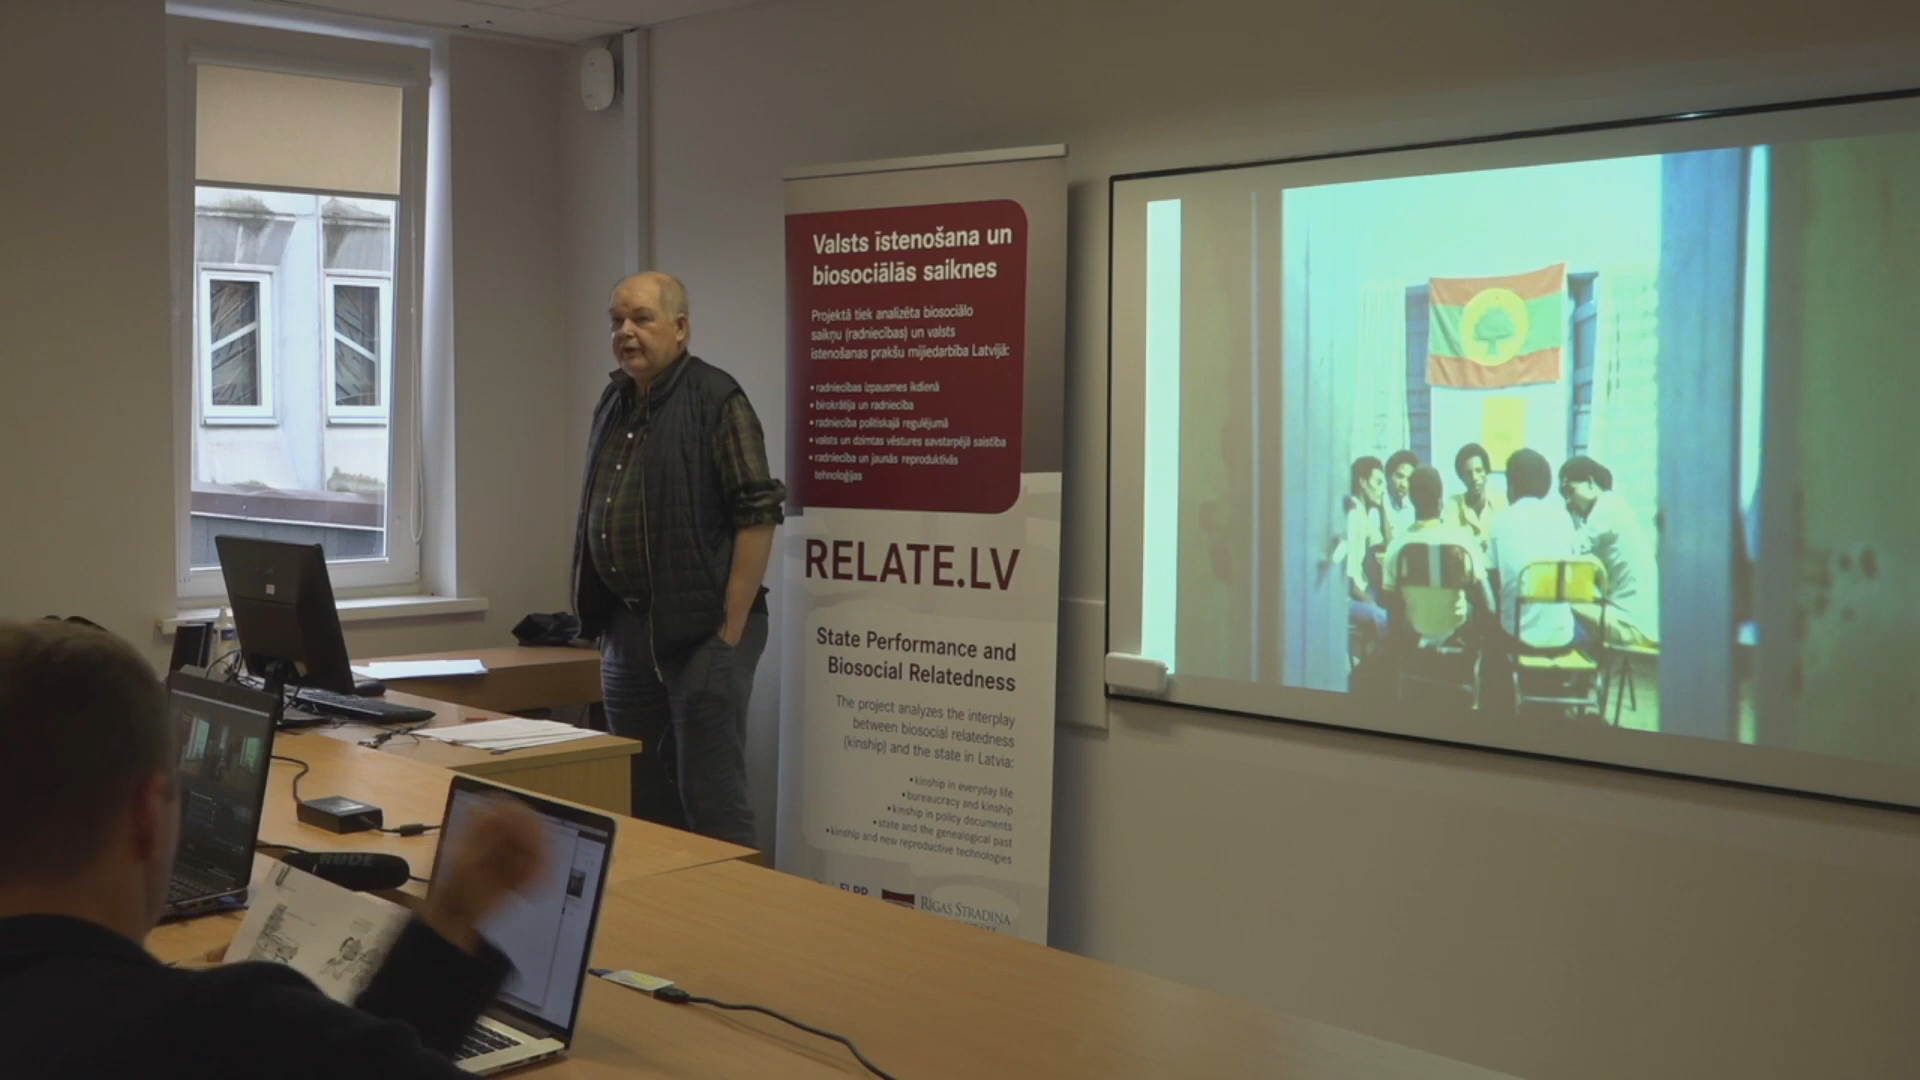 Valsts īstenošana un
biosociālās saiknes
Projektā tiek analizēta biosociālo
saikņu (radniecības) un valsts
īstenošanas prakšu mijiedarbība Latvijā:
• radniecības izpausmes ikdienā
• birokrātija un radniecība
• radniecība politiskajā regulējumā
• valsts un dzimtas vēstures savstarpējā saistība
• radniecība un jaunās reproduktīvās
tehnoloģijas
RELATE.LV
State Performance and
Biosocial Relatedness
The project analyzes the interplay
between biosocial relatedness
(kinship) and the state in Latvia:
• kinship in everyday life
• bureaucracy and kinship
• kinship in policy documents
• state and the genealogical past
• kinship and new reproductive technologies
RĪGAS STRADIŅA
RODE